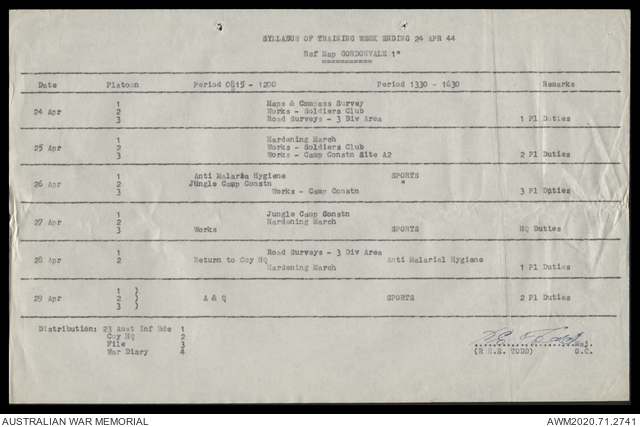 SYLLABUS OF TRAINING WEEK ENDING 24 APR 44
Ref Map GORDONVALE 1"
Date Platoon Period 0815 - 1200 Period 1330 - 1630 Remarks
1 Maps & Compass Survey
24 Apr 2 Works - Soldiers Club
3 Road Surveys - 3 Div Area 1 Pl Duties
1 Hardening March
25 Apr 2 Works - Soldiers Club
3 Works - Camp Constn Site A2 2 Pl Duties
1 Anti Malaria Hygiene SPORTS
26 Apr 2 Jungle Camp Constn "
3 Works - Camp Constn 3 Pl Duties
1 Jungle Camp Constn
27 Apr 2 Hardening March
3 Works SPORTS HQ Duties
1 Road Surveys - 3 Div Area
28 Apr 2 Return to Coy HQ Anti Malarial Hygiene
Hardening March 1 Pl Duties
1 )
29 Apr 2 ) A & Q SPORTS 2 Pl Duties
3 )
Distribution: 23 Aust Inf Bde 1
Coy HQ 2
File 3
War Diary 4
Maj.
(R E.E. TODD) O.C.
AUSTRALIAN WAR MEMORIAL AWM2020.71.2741